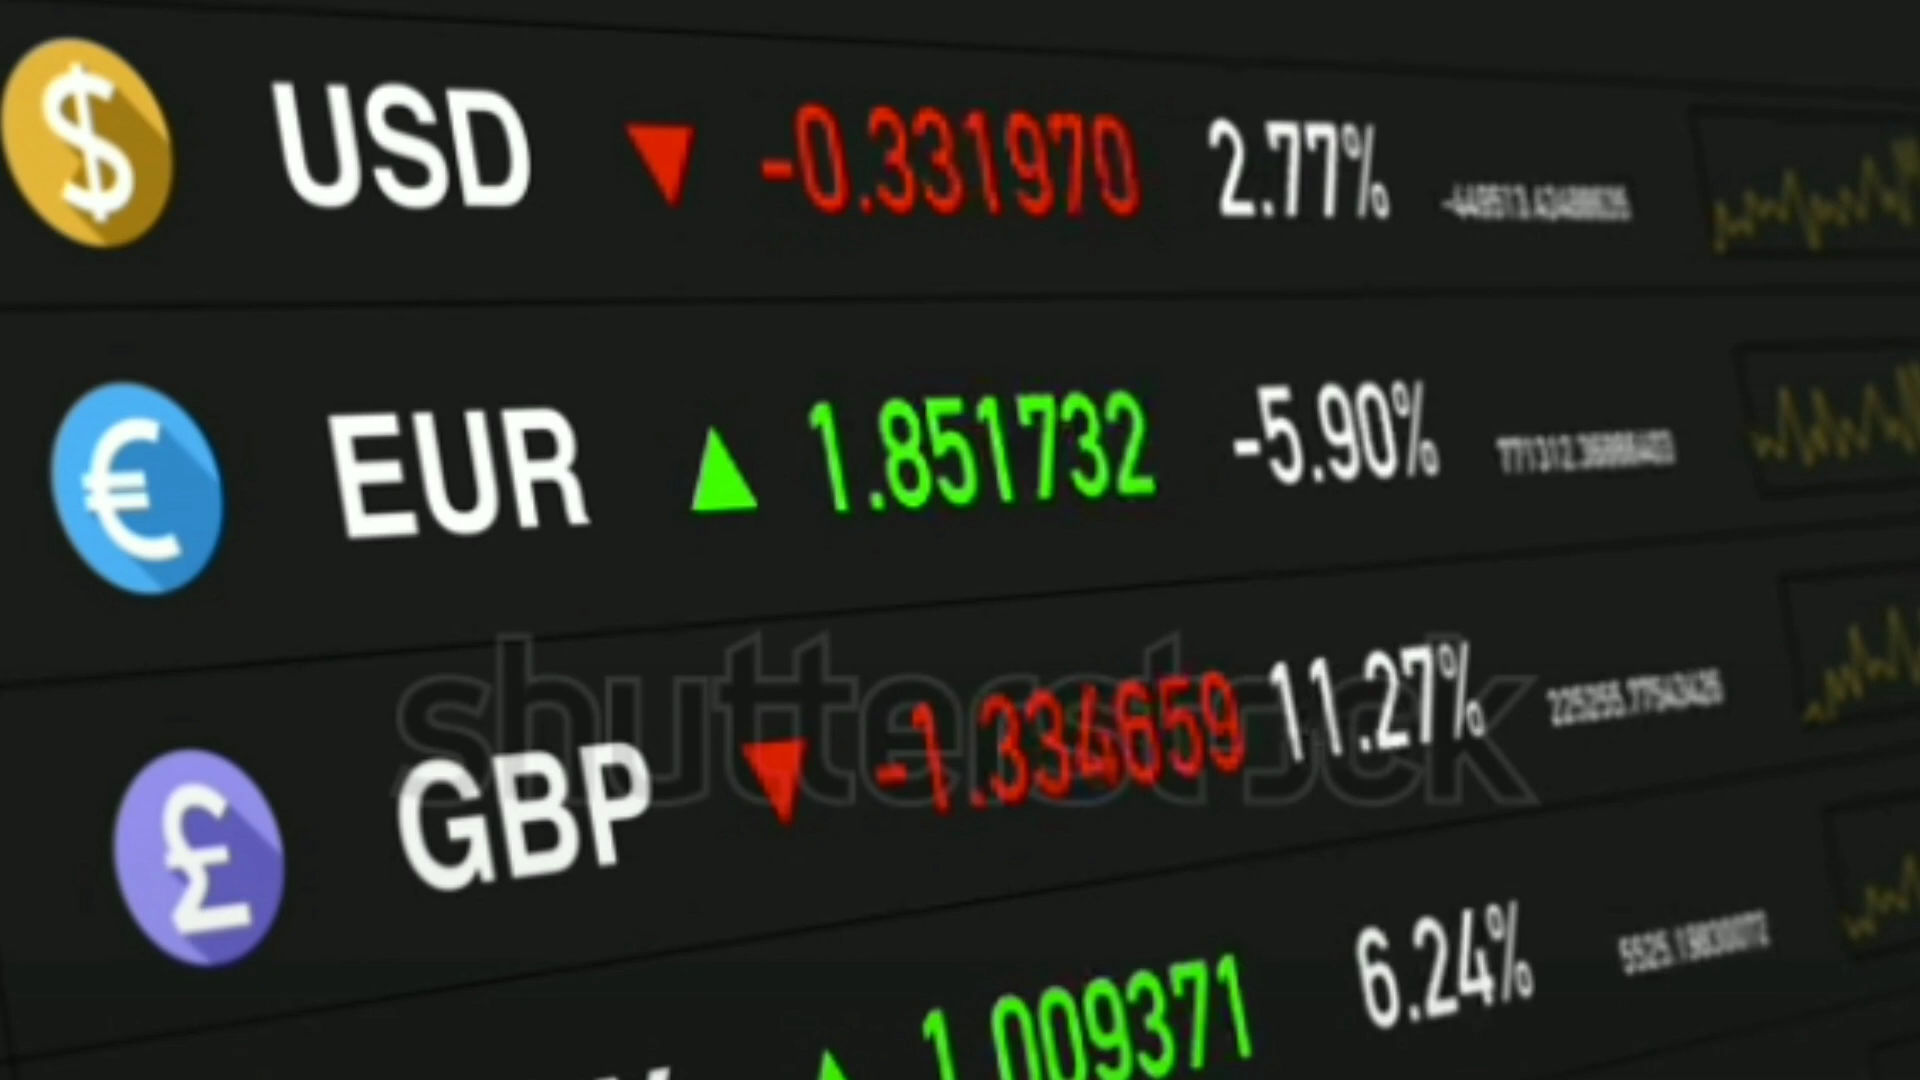 $ USD ▼ -0.331970 2.77%
€ EUR ▲ 1.851732 -5.90%
£ GBP ▼ -1.334659 11.27%
▲ 1.009371 6.24%
shutterstock